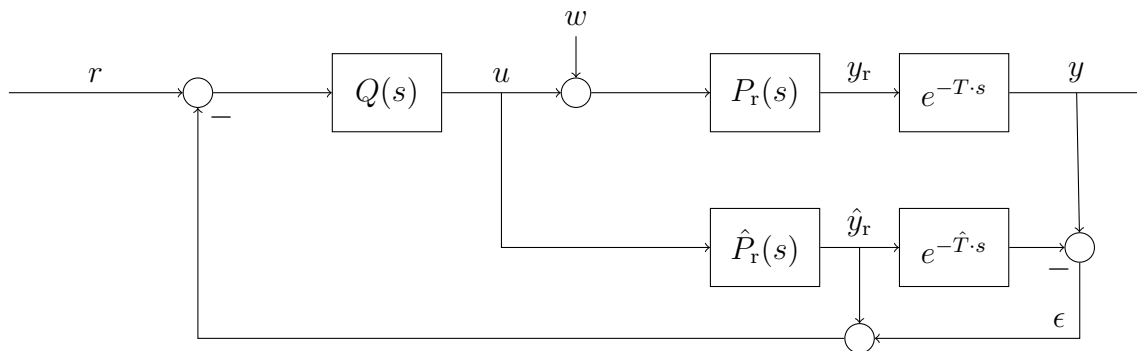 w
r
Q(s)
u
P_r(s)
y_r
e^{-T·s}
y
−
P̂_r(s)
ŷ_r
e^{-T̂·s}
−
ϵ